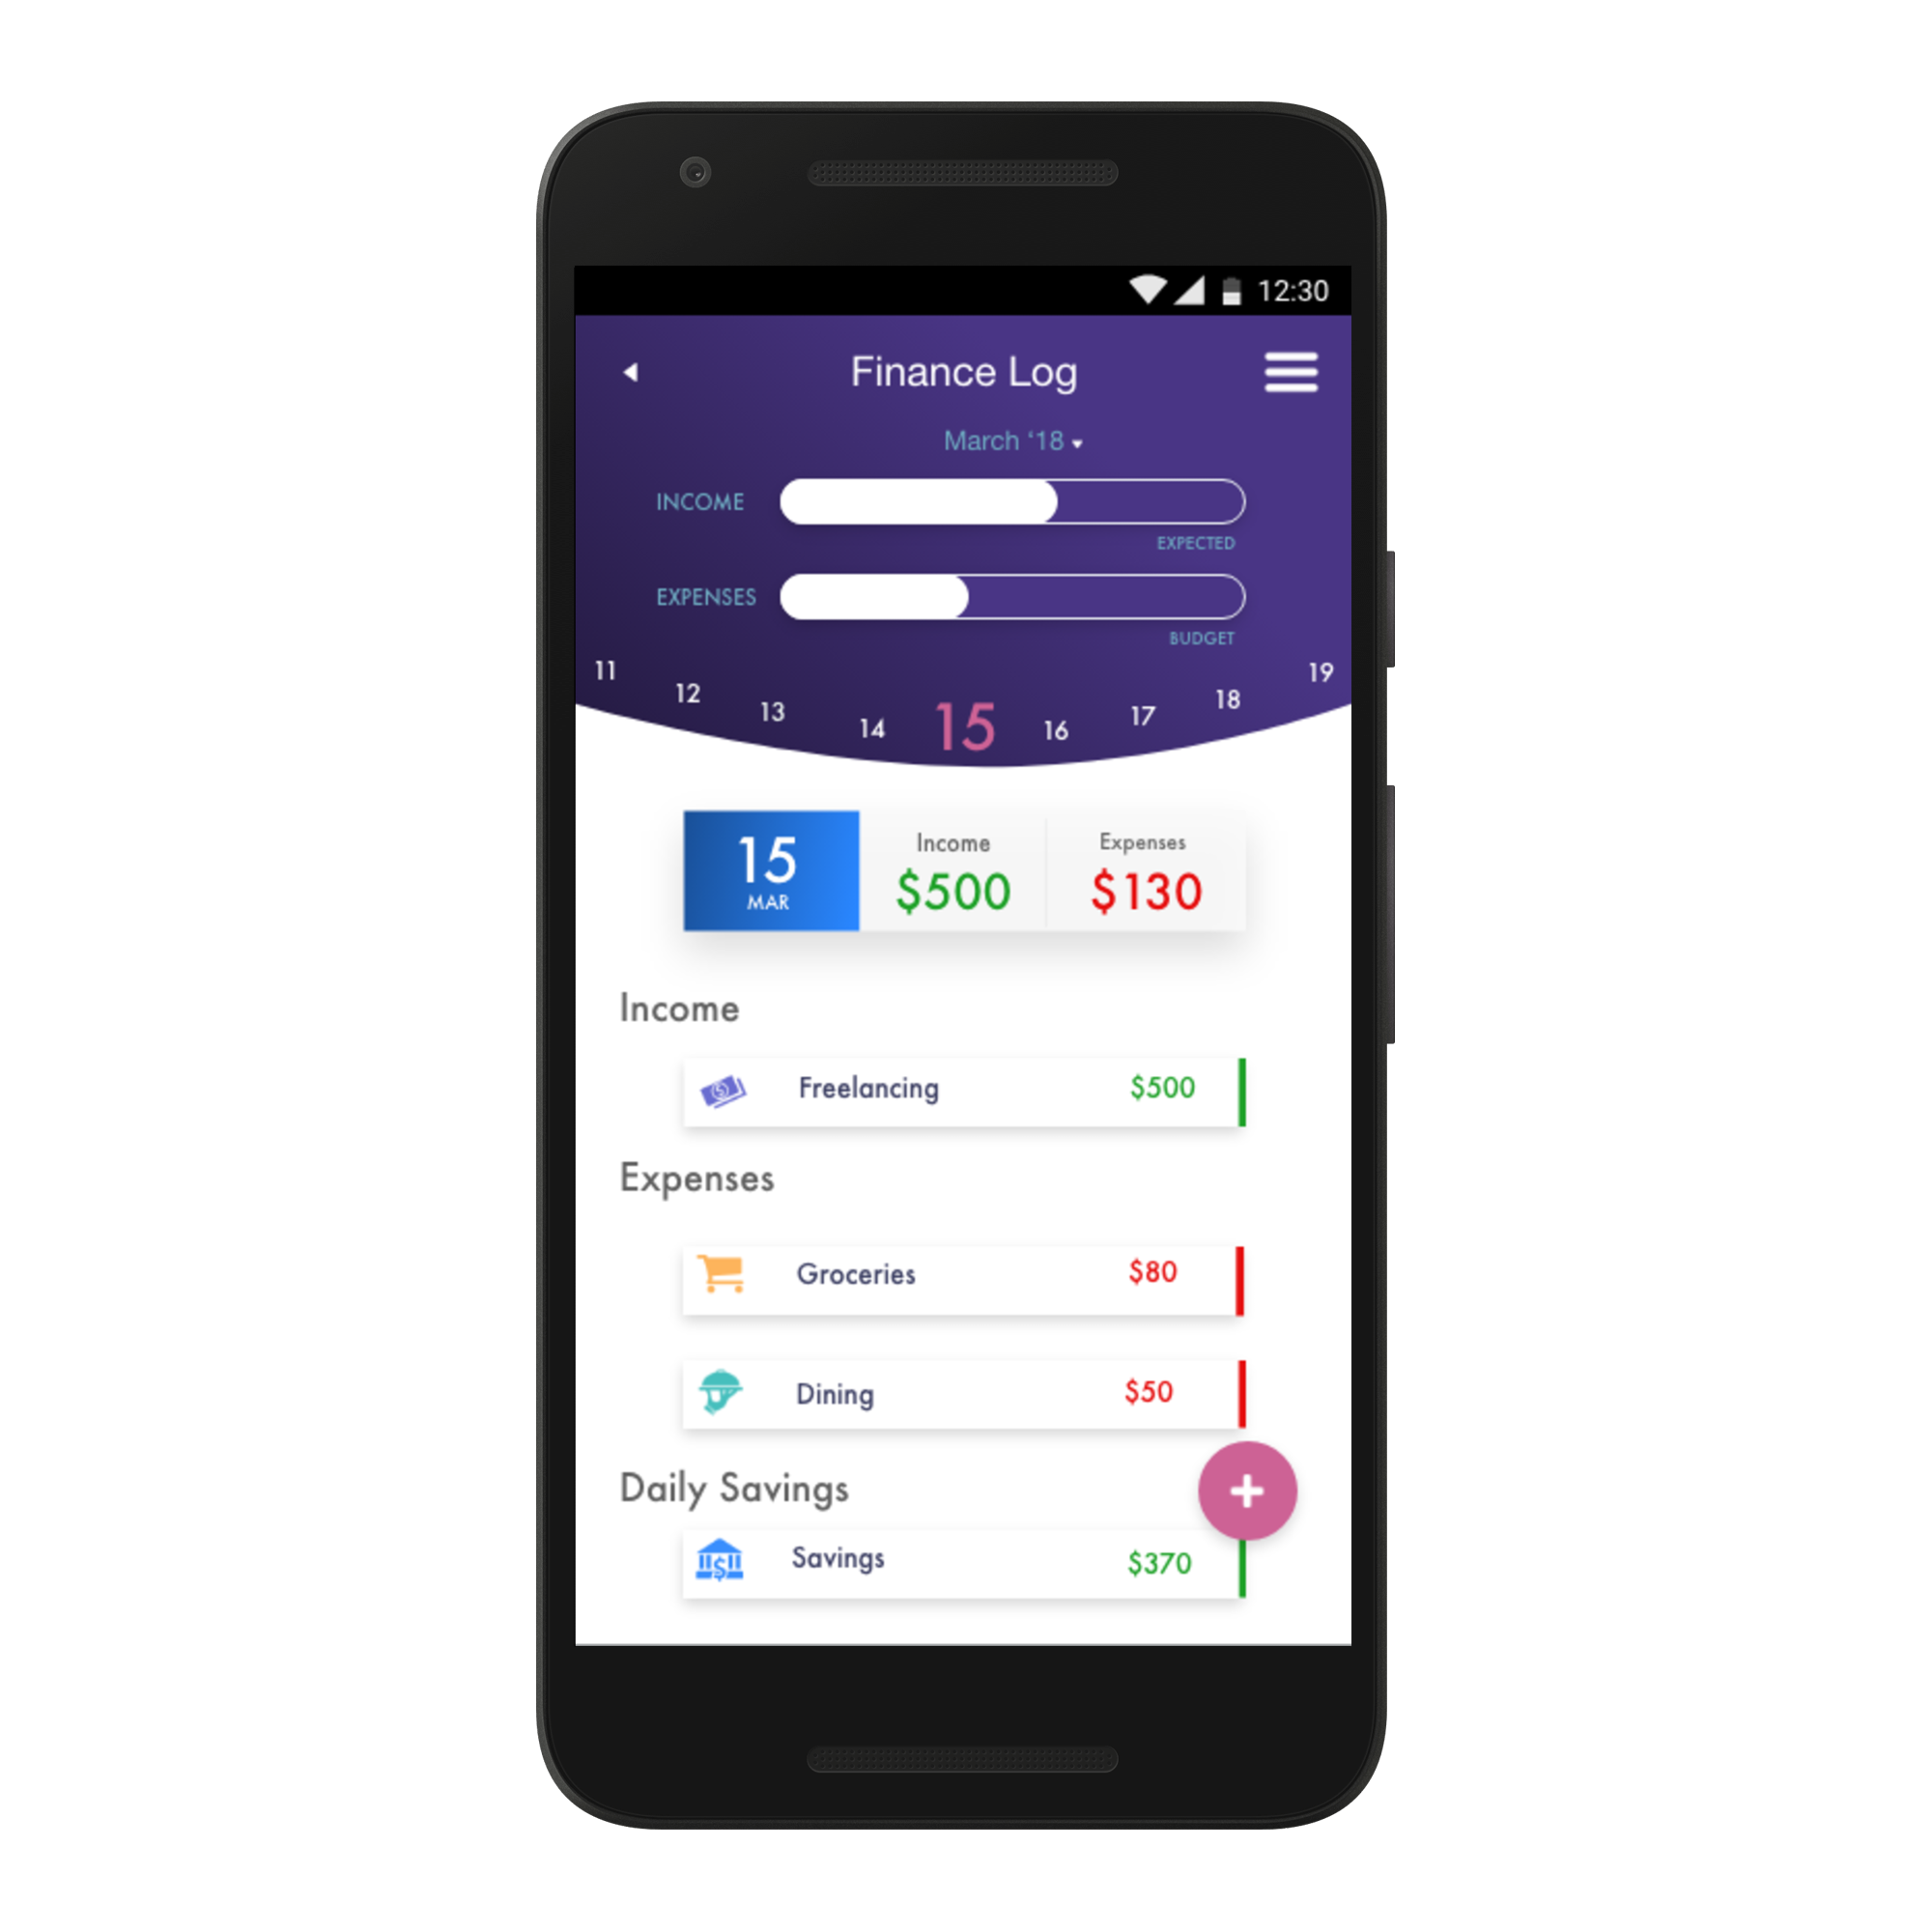 12:30
Finance Log
March ‘18
INCOME
EXPECTED
EXPENSES
BUDGET
11 12 13 14 15 16 17 18 19
15 MAR
Income Expenses
$500 $130
Income
Freelancing $500
Expenses
Groceries $80
Dining $50
Daily Savings
+
Savings $370